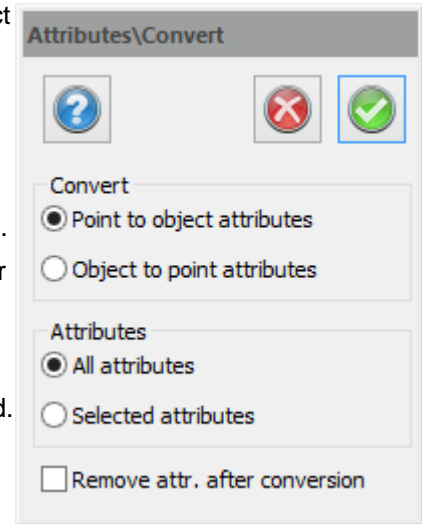 ct
Attributes\Convert
Convert
Point to object attributes
.
Object to point attributes
r
Attributes
All attributes
d.
Selected attributes
Remove attr. after conversion